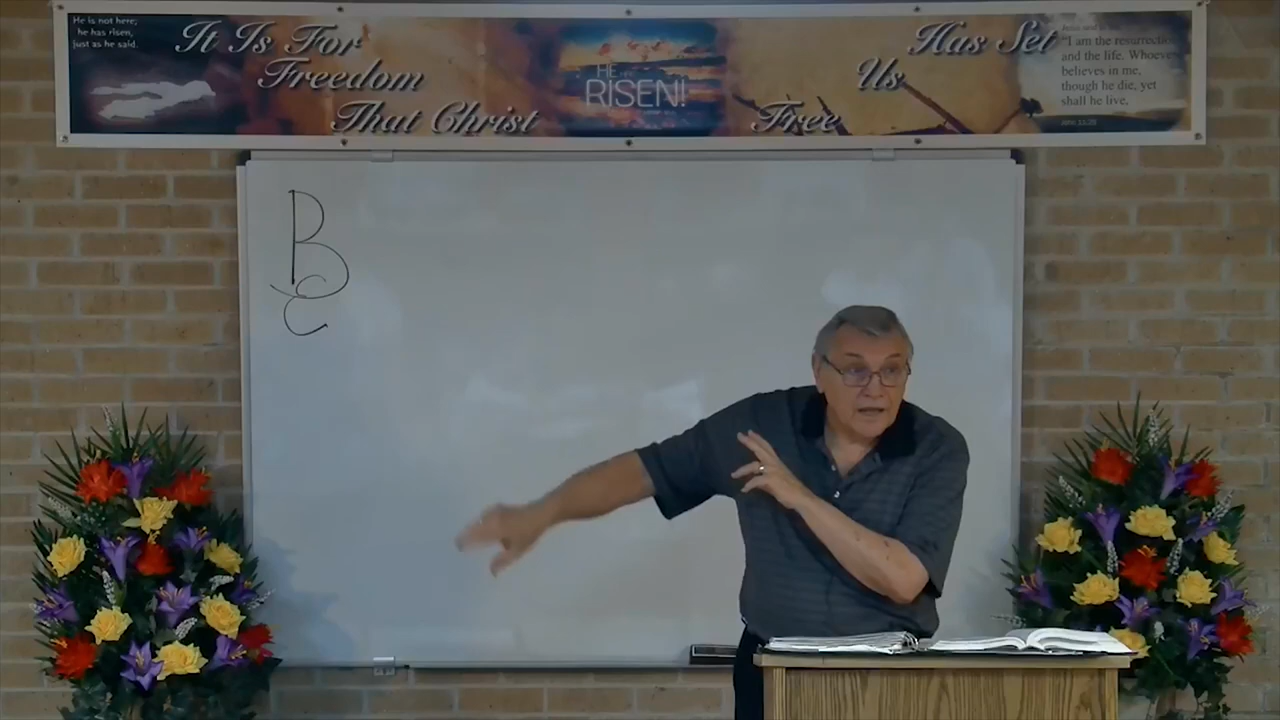 He is not here;
he has risen,
just as he said.
It Is For
Freedom
That Christ
HE
RISEN!
Has Set
Us
Free
"I am the resurrection
and the life. Whoever
believes in me,
though he die, yet
shall he live,
B
C